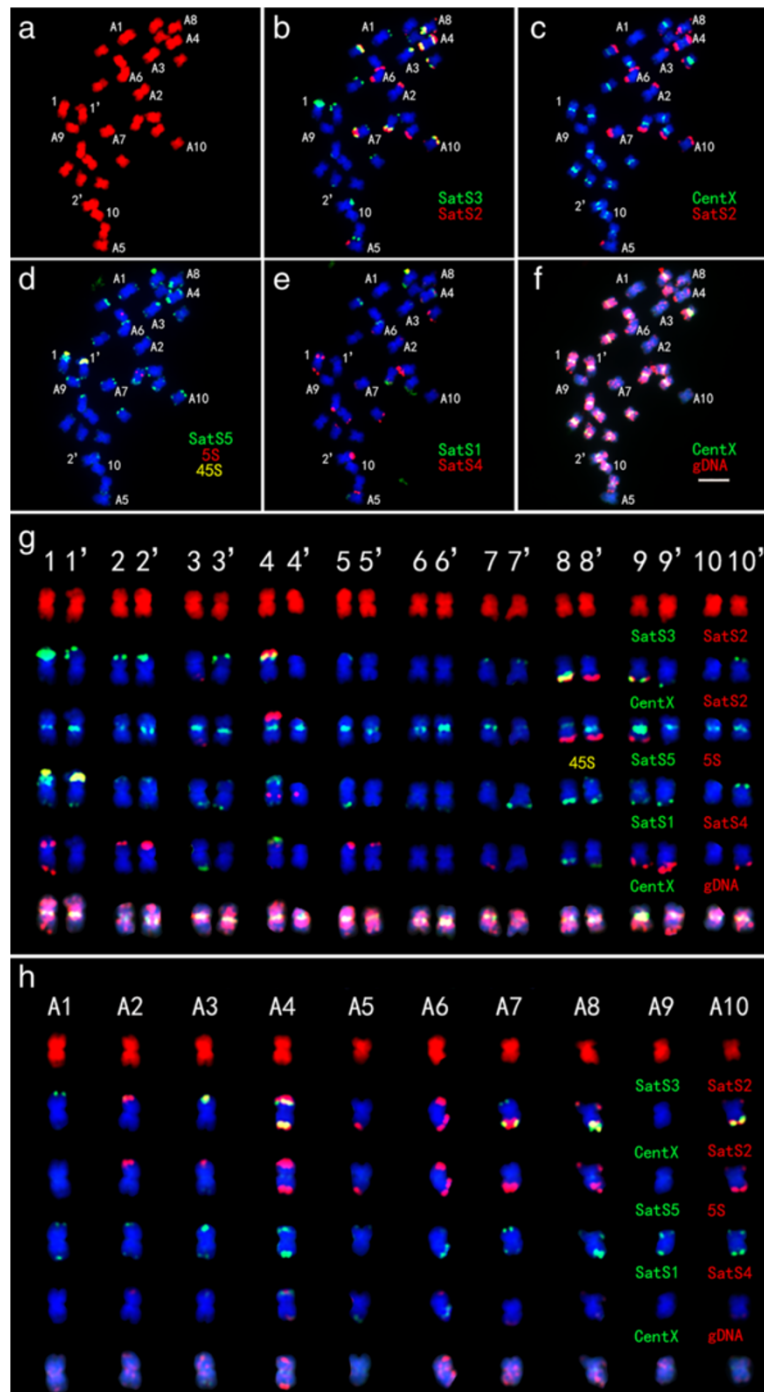 a
A1
A8
A4
A3
A6
A2
1
1'
A9
A7
A10
2'
10
A5
b
A1
A8
A4
A3
A6
A2
1
1'
A9
A7
A10
2'
10
A5
SatS3
SatS2
c
A1
A8
A4
A3
A6
A2
1
1'
A9
A7
A10
2'
10
A5
CentX
SatS2
d
A1
A8
A4
A3
A6
A2
1
1'
A9
A7
A10
2'
10
A5
SatS5
5S
45S
e
A1
A8
A4
A3
A6
A2
1
1'
A9
A7
A10
2'
10
A5
SatS1
SatS4
f
A1
A8
A4
A3
A6
A2
1
1'
A9
A7
A10
2'
10
A5
CentX
gDNA
g
1 1' 2 2' 3 3' 4 4' 5 5' 6 6' 7 7' 8 8' 9 9' 10 10'
SatS3 SatS2
CentX SatS2
45S SatS5 5S
SatS1 SatS4
CentX gDNA
h
A1 A2 A3 A4 A5 A6 A7 A8 A9 A10
SatS3 SatS2
CentX SatS2
SatS5 5S
SatS1 SatS4
CentX gDNA